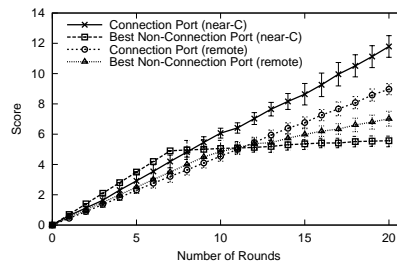 Connection Port (near-C)
Best Non-Connection Port (near-C)
Connection Port (remote)
Best Non-Connection Port (remote)
14
12
10
8
6
4
2
0
Score
0 5 10 15 20
Number of Rounds